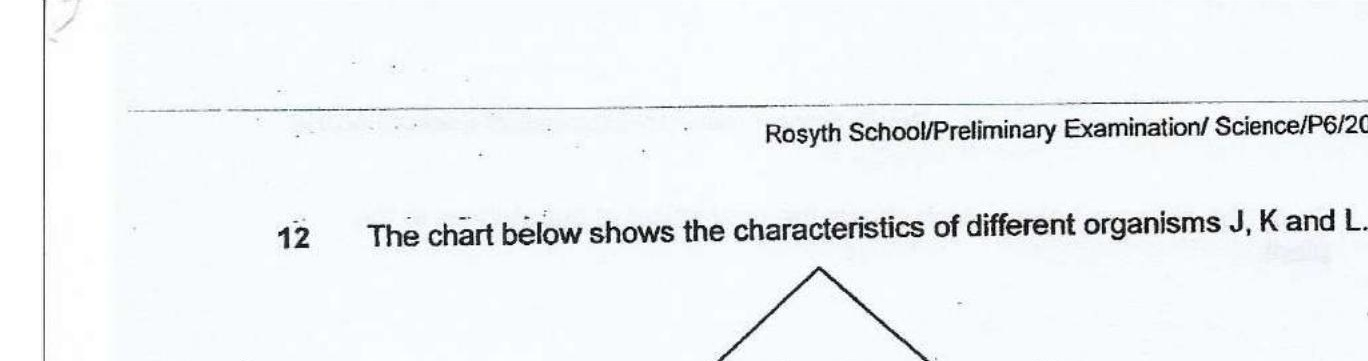 Rosyth School/Preliminary Examination/ Science/P6/20
12 The chart below shows the characteristics of different organisms J, K and L.